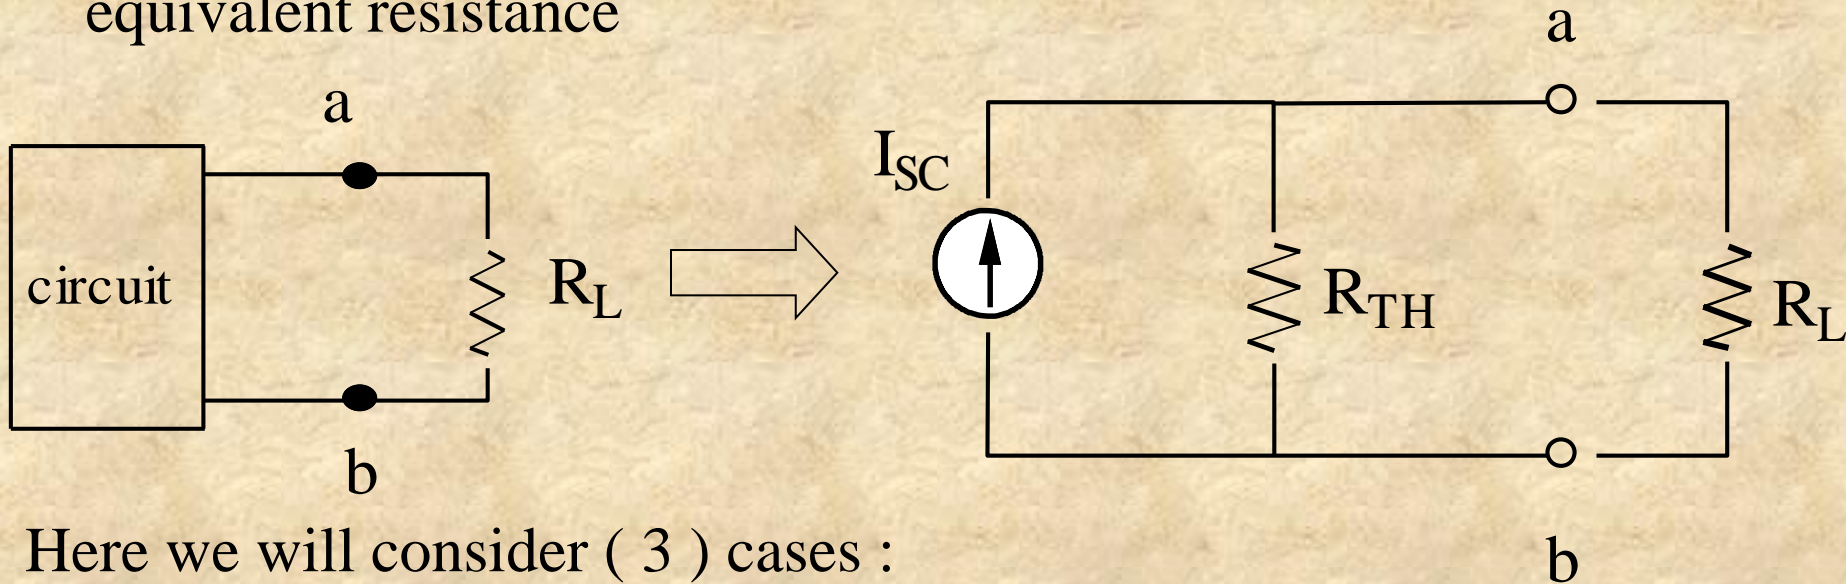 equivalent resistance
a
circuit
R_L
b
a
I_SC
R_TH
R_L
b
Here we will consider ( 3 ) cases :